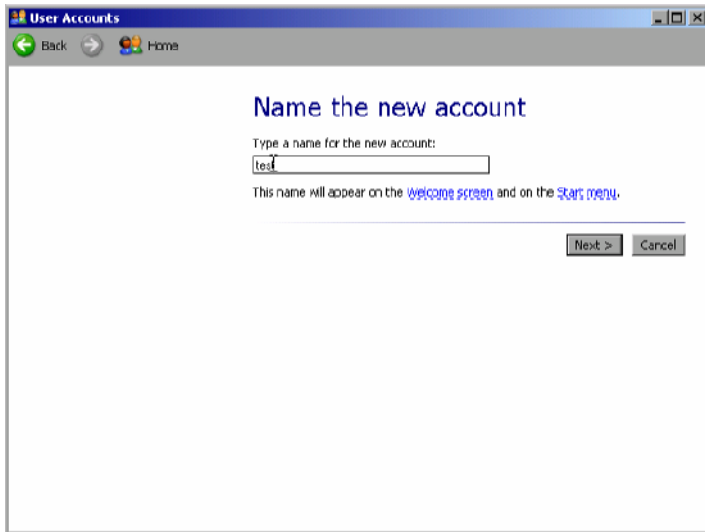 User Accounts
Back Home
Name the new account
Type a name for the new account:
test
This name will appear on the Welcome screen and on the Start menu.
Next > Cancel